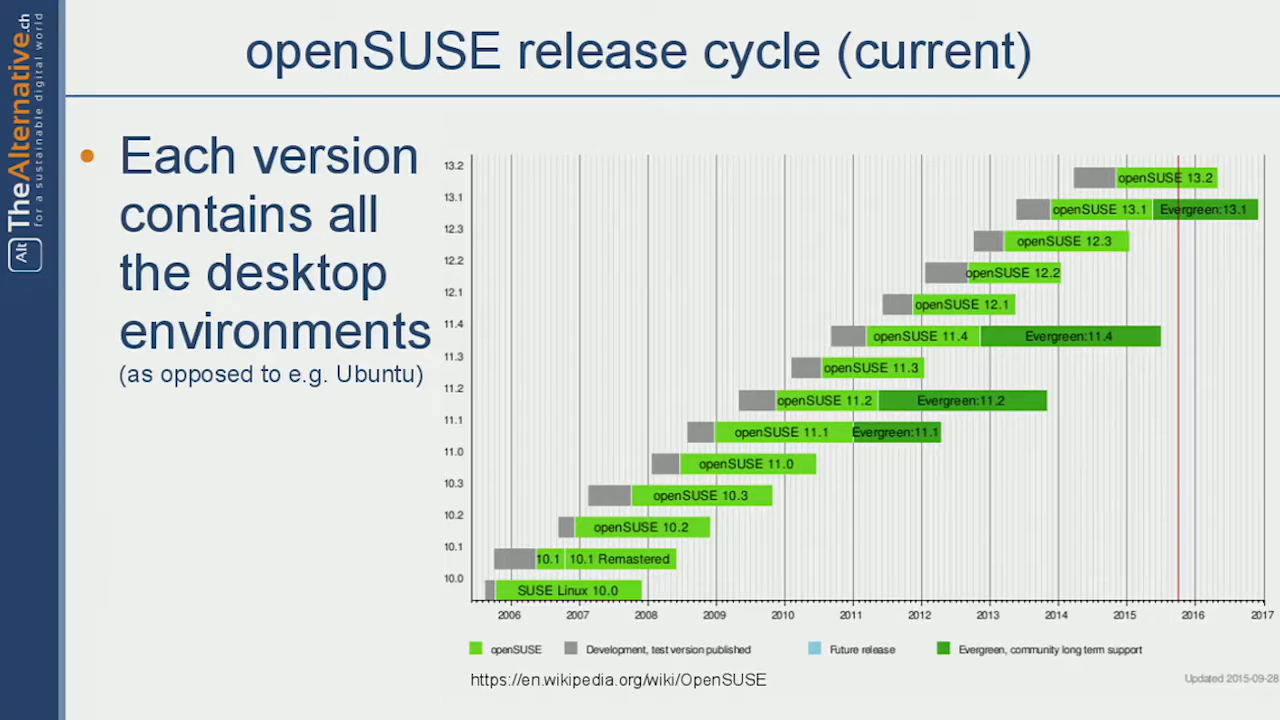 openSUSE release cycle (current)
TheAlternative.ch
for a sustainable digital world
Alt
Each version
contains all
the desktop
environments
(as opposed to e.g. Ubuntu)
13.2
openSUSE 13.2
13.1
openSUSE 13.1
Evergreen:13.1
12.3
openSUSE 12.3
12.2
openSUSE 12.2
12.1
openSUSE 12.1
11.4
openSUSE 11.4
Evergreen:11.4
11.3
openSUSE 11.3
11.2
openSUSE 11.2
Evergreen:11.2
11.1
openSUSE 11.1
Evergreen:11.1
11.0
openSUSE 11.0
10.3
openSUSE 10.3
10.2
openSUSE 10.2
10.1
10.1
10.1 Remastered
10.0
SUSE Linux 10.0
2006 2007 2008 2009 2010 2011 2012 2013 2014 2015 2016 2017
openSUSE
Development, test version published
Future release
Evergreen, community long term support
https://en.wikipedia.org/wiki/OpenSUSE
Updated 2015-09-28